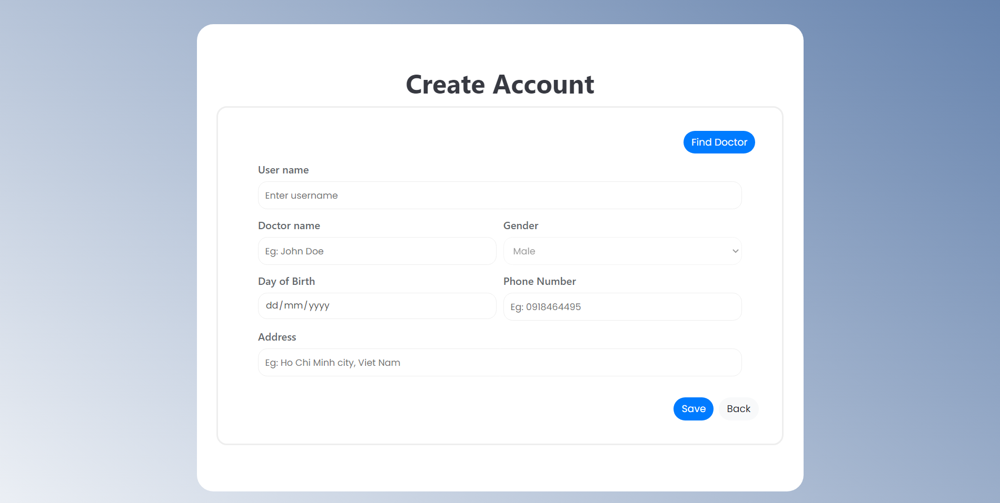 Create Account
Find Doctor
User name
Enter username
Doctor name
Gender
Eg: John Doe
Male
Day of Birth
Phone Number
dd/mm/yyyy
Eg: 0918464495
Address
Eg: Ho Chi Minh city, Viet Nam
Save
Back